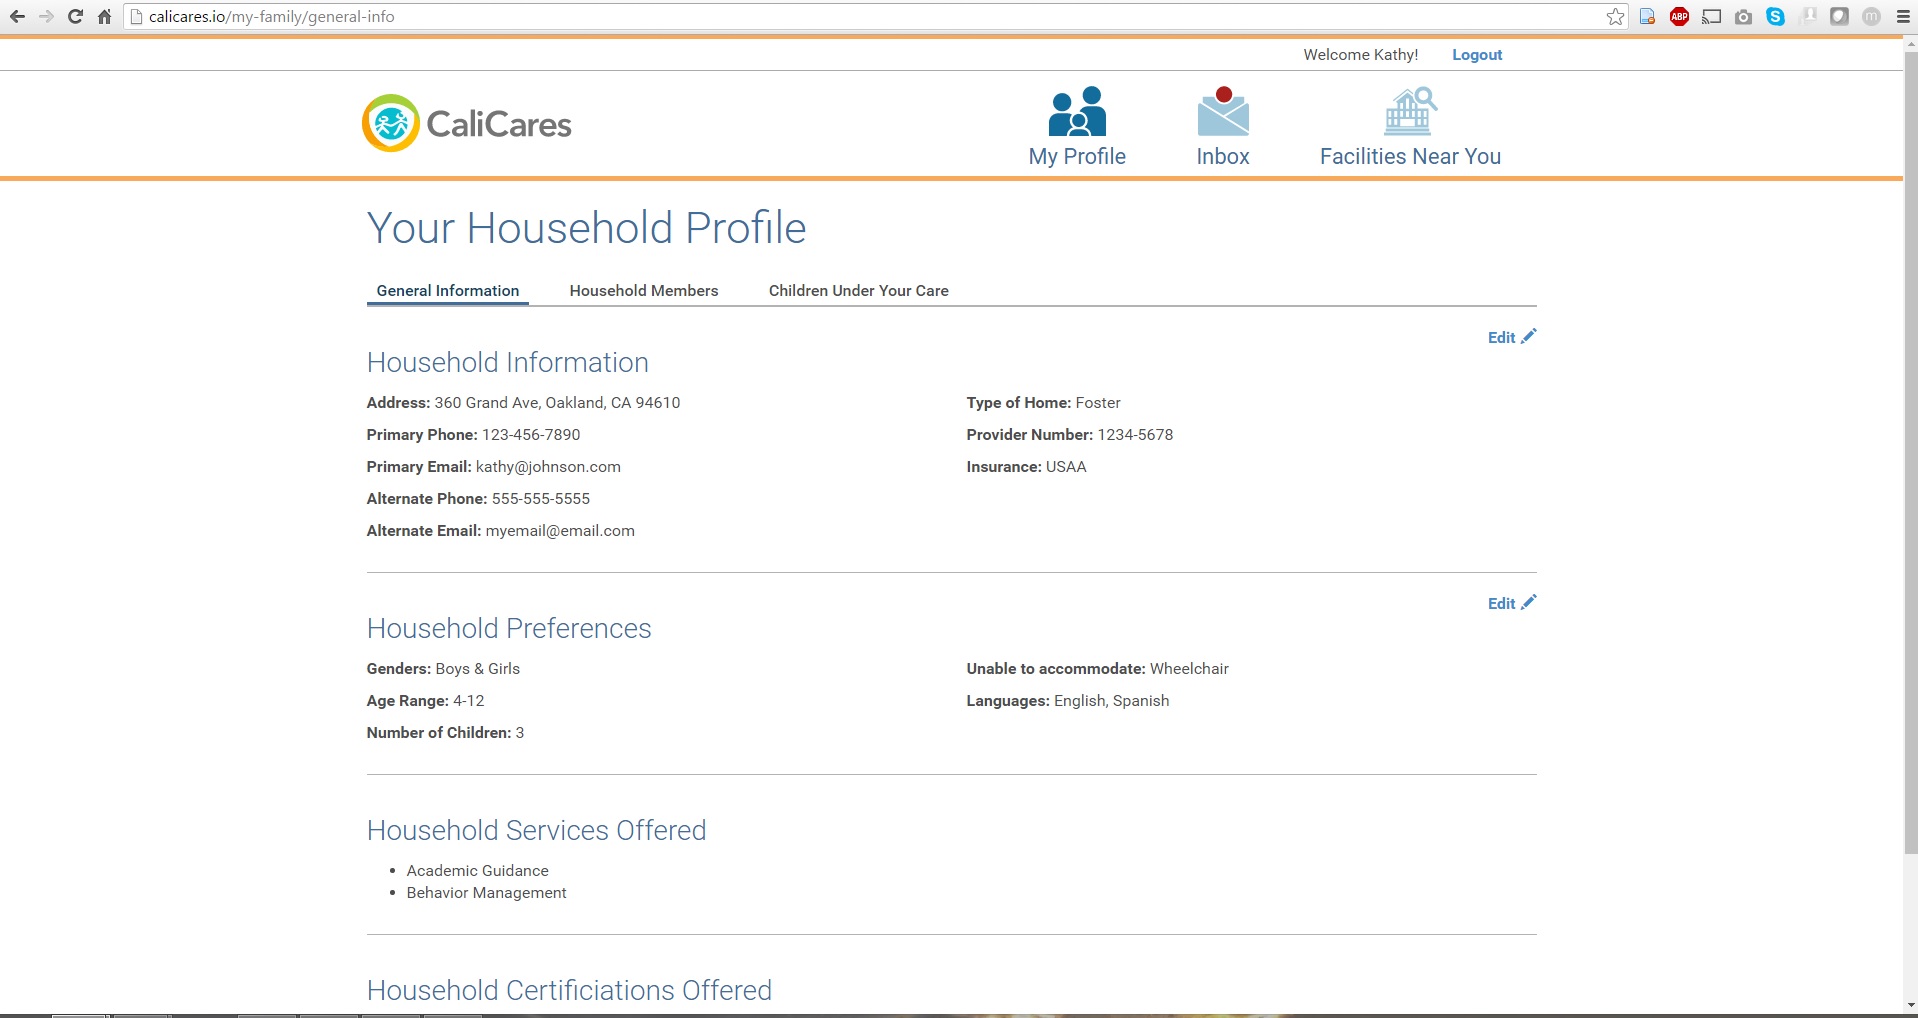 calicares.io/my-family/general-info
ABP
S
m
Welcome Kathy!
Logout
CaliCares
My Profile
Inbox
Facilities Near You
Your Household Profile
General Information
Household Members
Children Under Your Care
Edit
Household Information
Address: 360 Grand Ave, Oakland, CA 94610
Type of Home: Foster
Primary Phone: 123-456-7890
Provider Number: 1234-5678
Primary Email: kathy@johnson.com
Insurance: USAA
Alternate Phone: 555-555-5555
Alternate Email: myemail@email.com
Edit
Household Preferences
Genders: Boys & Girls
Unable to accommodate: Wheelchair
Age Range: 4-12
Languages: English, Spanish
Number of Children: 3
Household Services Offered
• Academic Guidance
• Behavior Management
Household Certificiations Offered